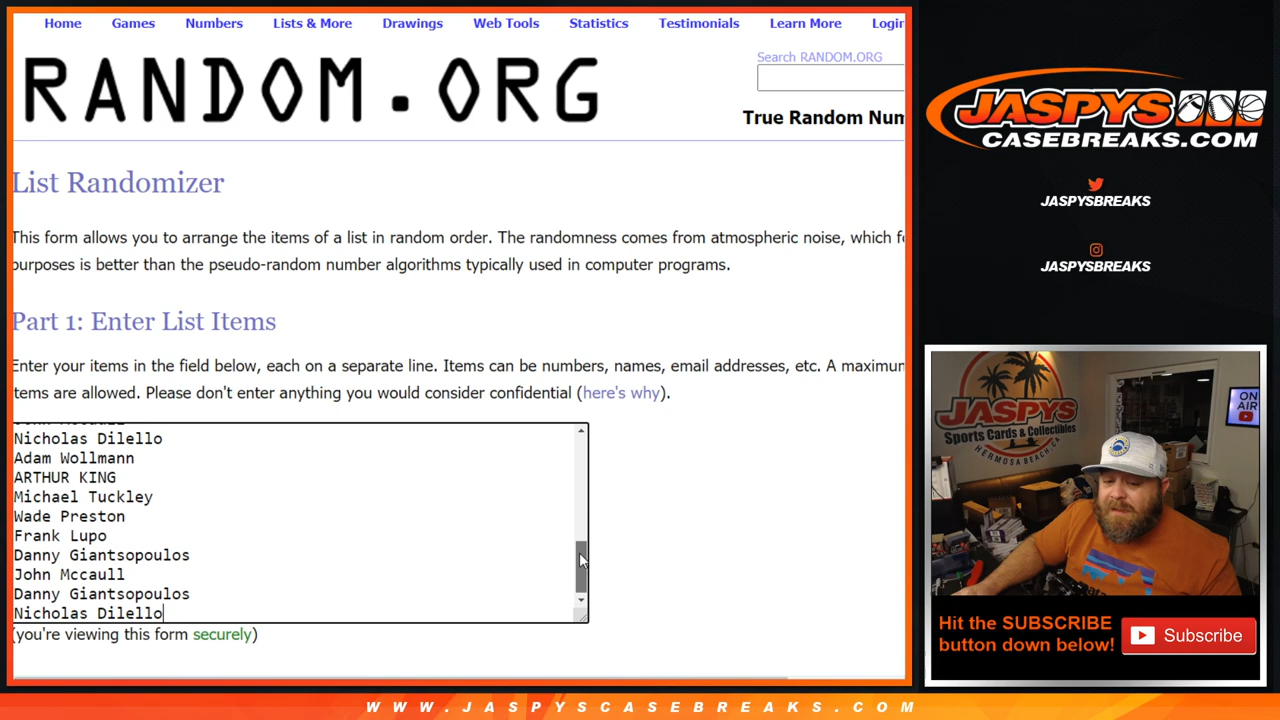 Home Games Numbers Lists & More Drawings Web Tools Statistics Testimonials Learn More Login
RANDOM.ORG
Search RANDOM.ORG
True Random Num
List Randomizer
This form allows you to arrange the items of a list in random order. The randomness comes from atmospheric noise, which fo
purposes is better than the pseudo-random number algorithms typically used in computer programs.
Part 1: Enter List Items
Enter your items in the field below, each on a separate line. Items can be numbers, names, email addresses, etc. A maximum
items are allowed. Please don't enter anything you would consider confidential (here's why).
John Mccaull
Nicholas Dilello
Adam Wollmann
ARTHUR KING
Michael Tuckley
Wade Preston
Frank Lupo
Danny Giantsopoulos
John Mccaull
Danny Giantsopoulos
Nicholas Dilello
(you're viewing this form securely)
JASPYS
CASEBREAKS.COM
JASPYSBREAKS
JASPYSBREAKS
JASPYS
Sports Cards & Collectibles
HERMOSA BEACH, CA
ON
AIR
Hit the SUBSCRIBE
button down below!
Subscribe
WWW.JASPYSCASEBREAKS.COM